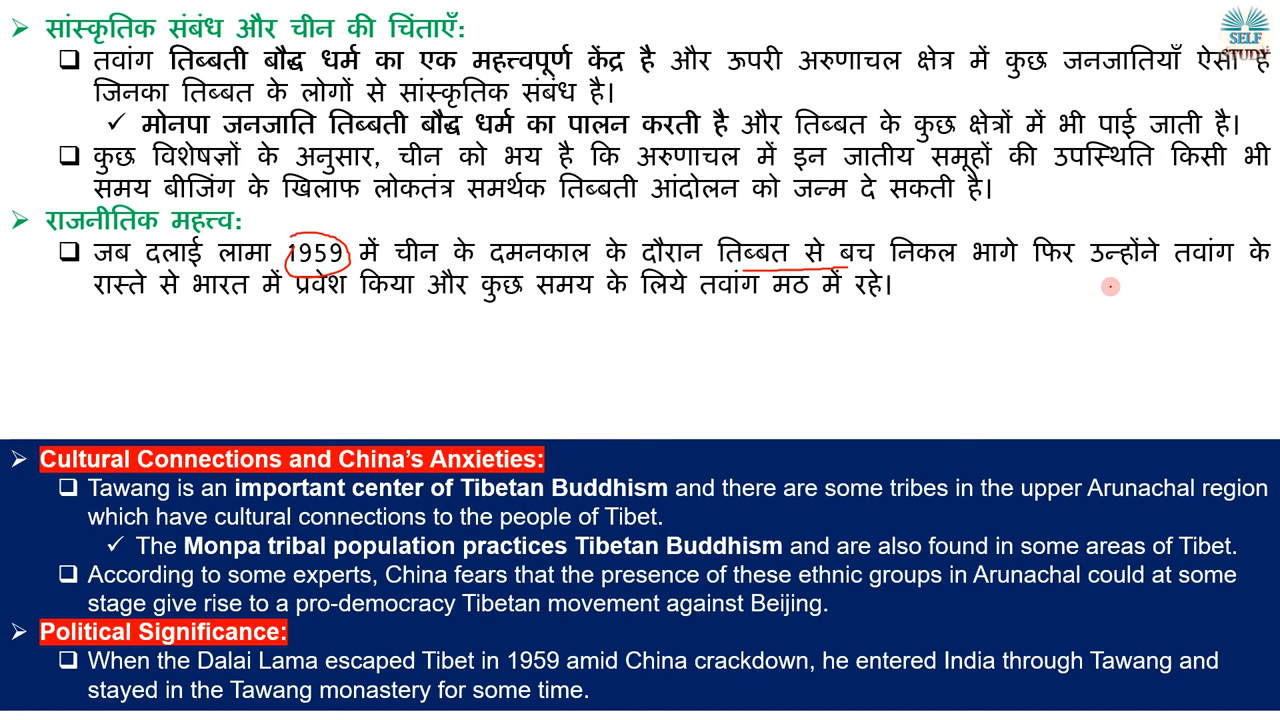 ➢ सांस्कृतिक संबंध और चीन की चिंताएँ:
❑ तवांग तिब्बती बौद्ध धर्म का एक महत्त्वपूर्ण केंद्र है और ऊपरी अरुणाचल क्षेत्र में कुछ जनजातियाँ ऐसी हैं
जिनका तिब्बत के लोगों से सांस्कृतिक संबंध है।
✓ मोनपा जनजाति तिब्बती बौद्ध धर्म का पालन करती है और तिब्बत के कुछ क्षेत्रों में भी पाई जाती है।
❑ कुछ विशेषज्ञों के अनुसार, चीन को भय है कि अरुणाचल में इन जातीय समूहों की उपस्थिति किसी भी
समय बीजिंग के खिलाफ लोकतंत्र समर्थक तिब्बती आंदोलन को जन्म दे सकती है।
➢ राजनीतिक महत्त्व:
❑ जब दलाई लामा 1959 में चीन के दमनकाल के दौरान तिब्बत से बच निकल भागे फिर उन्होंने तवांग के
रास्ते से भारत में प्रवेश किया और कुछ समय के लिये तवांग मठ में रहे।
SELF
STUDY
➢ Cultural Connections and China's Anxieties:
❑ Tawang is an important center of Tibetan Buddhism and there are some tribes in the upper Arunachal region
which have cultural connections to the people of Tibet.
✓ The Monpa tribal population practices Tibetan Buddhism and are also found in some areas of Tibet.
❑ According to some experts, China fears that the presence of these ethnic groups in Arunachal could at some
stage give rise to a pro-democracy Tibetan movement against Beijing.
➢ Political Significance:
❑ When the Dalai Lama escaped Tibet in 1959 amid China crackdown, he entered India through Tawang and
stayed in the Tawang monastery for some time.